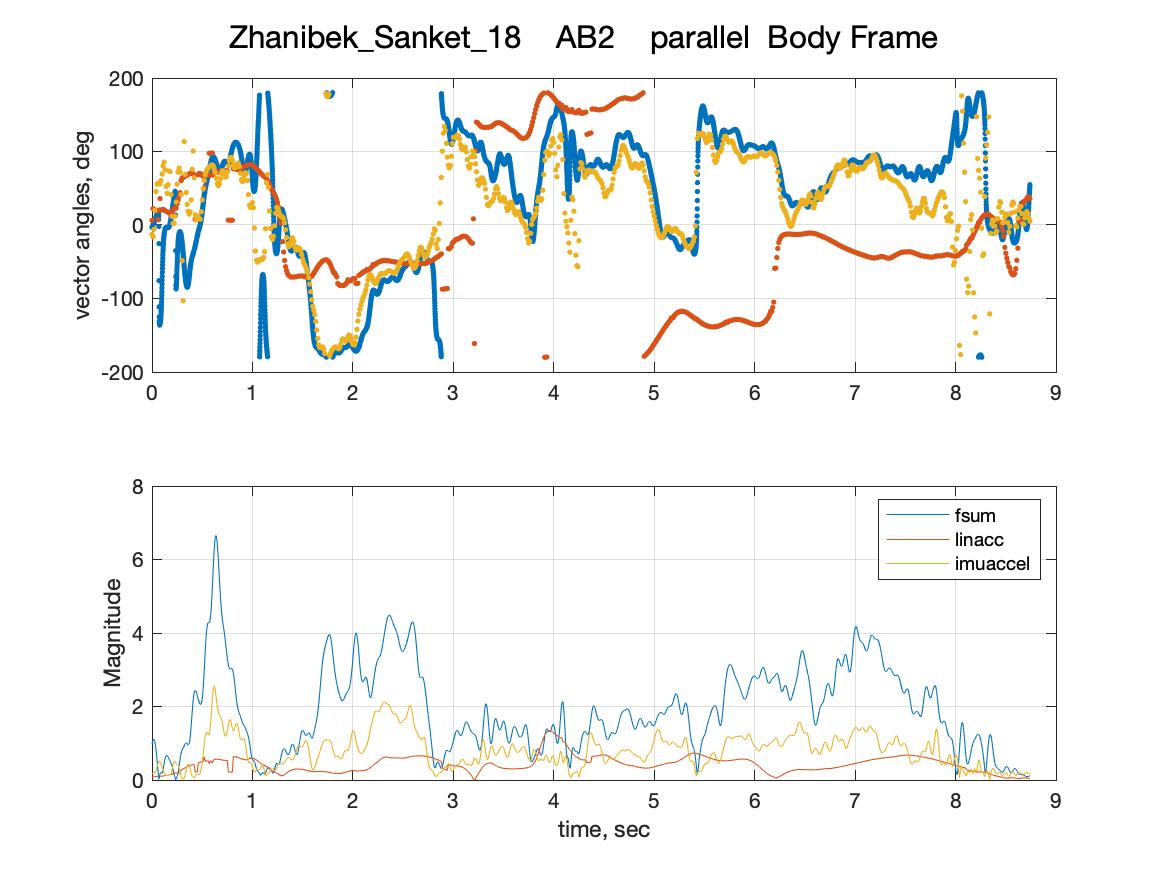 Zhanibek_Sanket_18 AB2 parallel Body Frame
200
100
0
-100
-200
vector angles, deg
0 1 2 3 4 5 6 7 8 9
8
6
4
2
0
Magnitude
fsum
linacc
imuaccel
0 1 2 3 4 5 6 7 8 9
time, sec